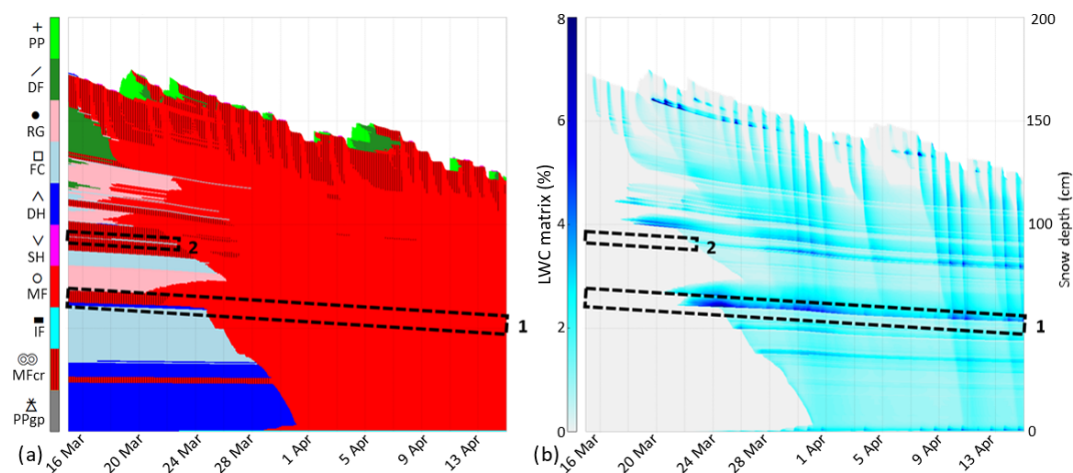 +
PP
/
DF
●
RG
□
FC
∧
DH
∨
SH
○
MF
IF
MFcr
PPgp
2
1
(a)
16 Mar
20 Mar
24 Mar
28 Mar
1 Apr
5 Apr
9 Apr
13 Apr
LWC matrix (%)
8
6
4
2
0
2
1
200
150
100
50
0
Snow depth (cm)
(b)
16 Mar
20 Mar
24 Mar
28 Mar
1 Apr
5 Apr
9 Apr
13 Apr